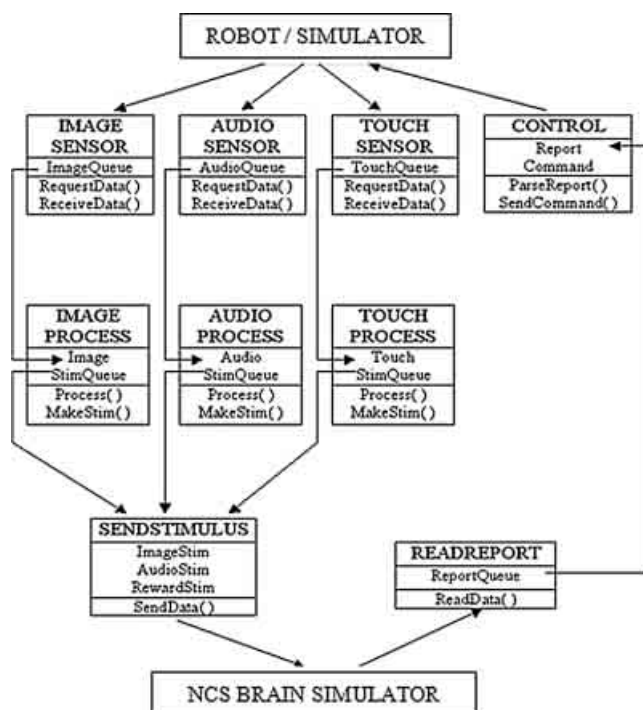 ROBOT / SIMULATOR
IMAGE
SENSOR
ImageQueue
RequestData()
ReceiveData()
AUDIO
SENSOR
AudioQueue
RequestData()
ReceiveData()
TOUCH
SENSOR
TouchQueue
RequestData()
ReceiveData()
CONTROL
Report
Command
ParseReport()
SendCommand()
IMAGE
PROCESS
Image
StimQueue
Process()
MakeStim()
AUDIO
PROCESS
Audio
StimQueue
Process()
MakeStim()
TOUCH
PROCESS
Touch
StimQueue
Process()
MakeStim()
SENDSTIMULUS
ImageStim
AudioStim
RewardStim
SendData()
READREPORT
ReportQueue
ReadData()
NCS BRAIN SIMULATOR